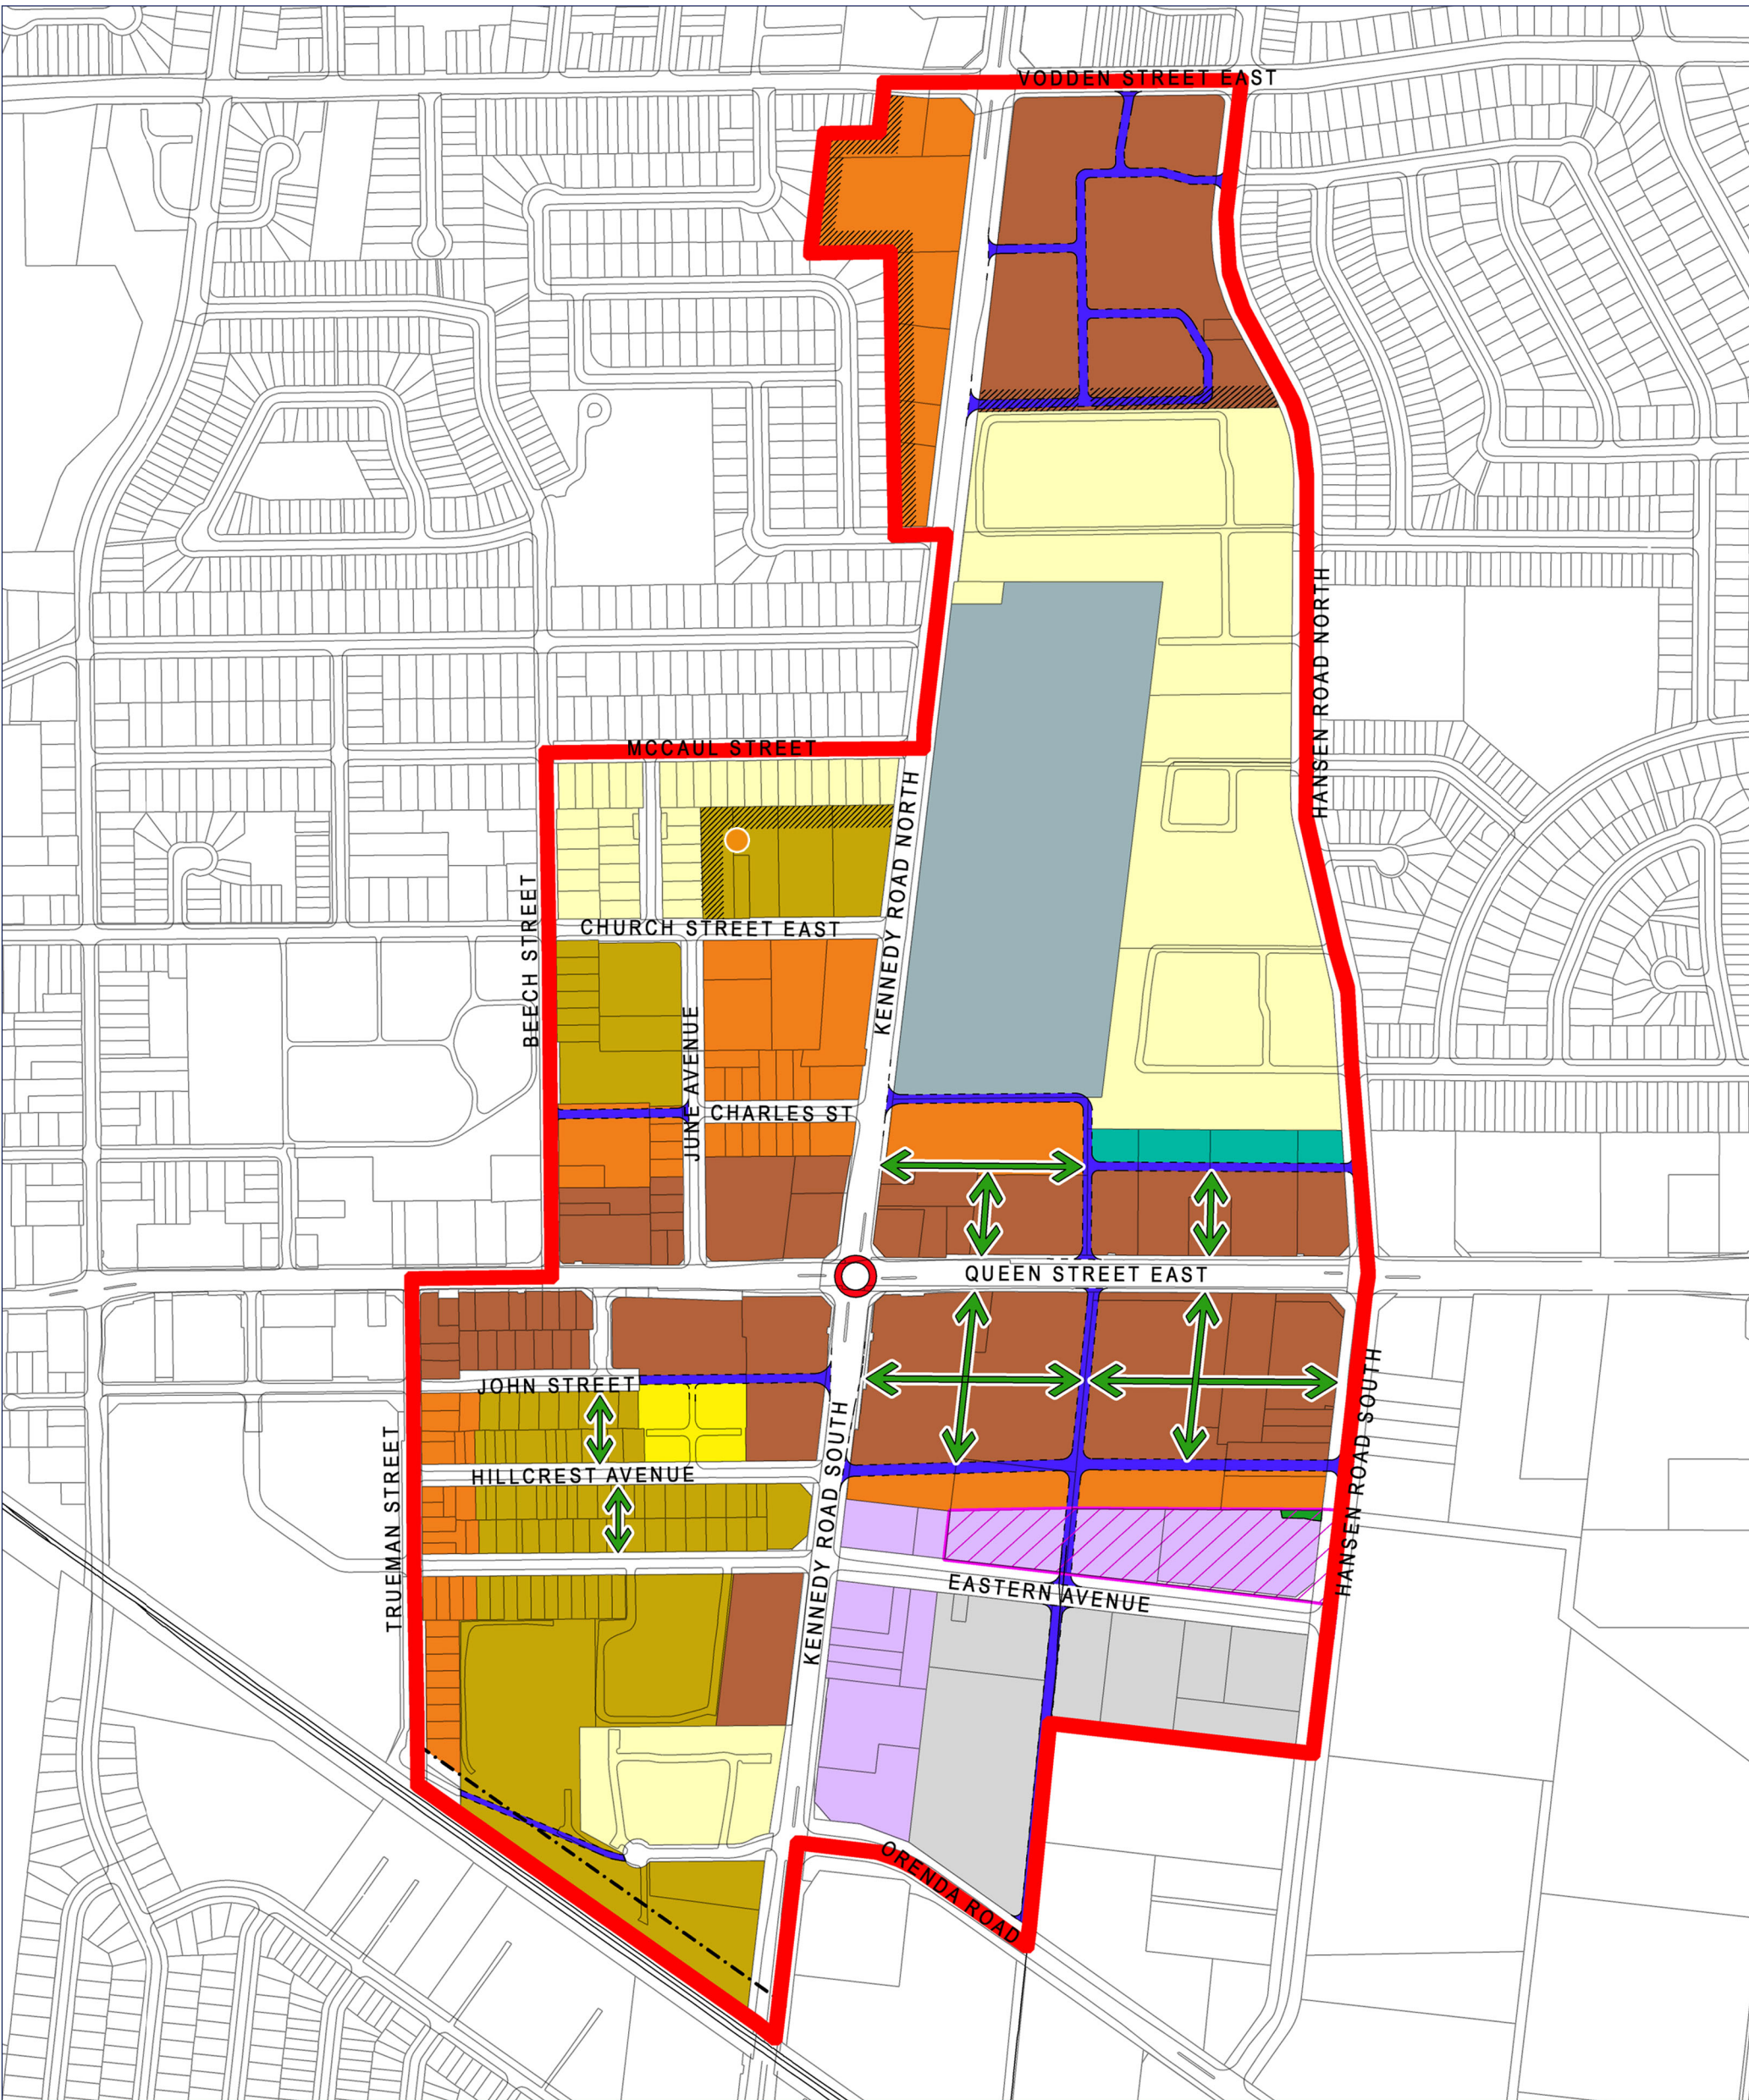 VODDEN STREET EAST
HANSEN ROAD NORTH
MCCAUL STREET
KENNEDY ROAD NORTH
BEECH STREET
CHURCH STREET EAST
JUNE AVENUE
CHARLES ST
QUEEN STREET EAST
JOHN STREET
HANSEN ROAD SOUTH
KENNEDY ROAD SOUTH
TRUEMAN STREET
HILLCREST AVENUE
EASTERN AVENUE
ORENDA ROAD